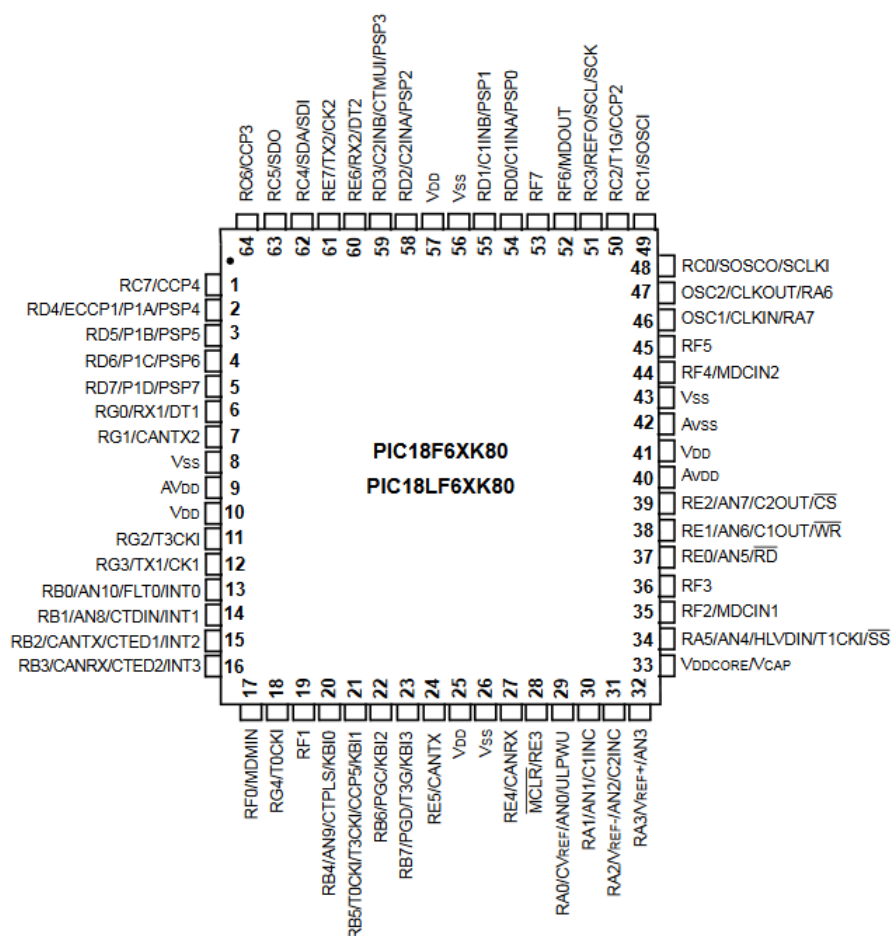 RC6/CCP3
RC5/SDO
RC4/SDA/SDI
RE7/TX2/CK2
RE6/RX2/DT2
RD3/C2INB/CTMUI/PSP3
RD2/C2INA/PSP2
VDD
VSS
RD1/C1INB/PSP1
RD0/C1INA/PSP0
RF7
RF6/MDOUT
RC3/REFO/SCL/SCK
RC2/T1G/CCP2
RC1/SOSCI
64 63 62 61 60 59 58 57 56 55 54 53 52 51 50 49
RC7/CCP4 1
RD4/ECCP1/P1A/PSP4 2
RD5/P1B/PSP5 3
RD6/P1C/PSP6 4
RD7/P1D/PSP7 5
RG0/RX1/DT1 6
RG1/CANTX2 7
VSS 8
AVDD 9
VDD 10
RG2/T3CKI 11
RG3/TX1/CK1 12
RB0/AN10/FLT0/INT0 13
RB1/AN8/CTDIN/INT1 14
RB2/CANTX/CTED1/INT2 15
RB3/CANRX/CTED2/INT3 16
PIC18F6XK80
PIC18LF6XK80
48 RC0/SOSCO/SCLKI
47 OSC2/CLKOUT/RA6
46 OSC1/CLKIN/RA7
45 RF5
44 RF4/MDCIN2
43 VSS
42 AVSS
41 VDD
40 AVDD
39 RE2/AN7/C2OUT/CS
38 RE1/AN6/C1OUT/WR
37 RE0/AN5/RD
36 RF3
35 RF2/MDCIN1
34 RA5/AN4/HLVDIN/T1CKI/SS
33 VDDCORE/VCAP
17 18 19 20 21 22 23 24 25 26 27 28 29 30 31 32
RF0/MDMIN
RG4/T0CKI
RF1
RB4/AN9/CTPLS/KBI0
RB5/T0CKI/T3CKI/CCP5/KBI1
RB6/PGC/KBI2
RB7/PGD/T3G/KBI3
RE5/CANTX
VDD
VSS
RE4/CANRX
MCLR/RE3
RA0/CVREF/AN0/ULPWU
RA1/AN1/C1INC
RA2/VREF-/AN2/C2INC
RA3/VREF+/AN3